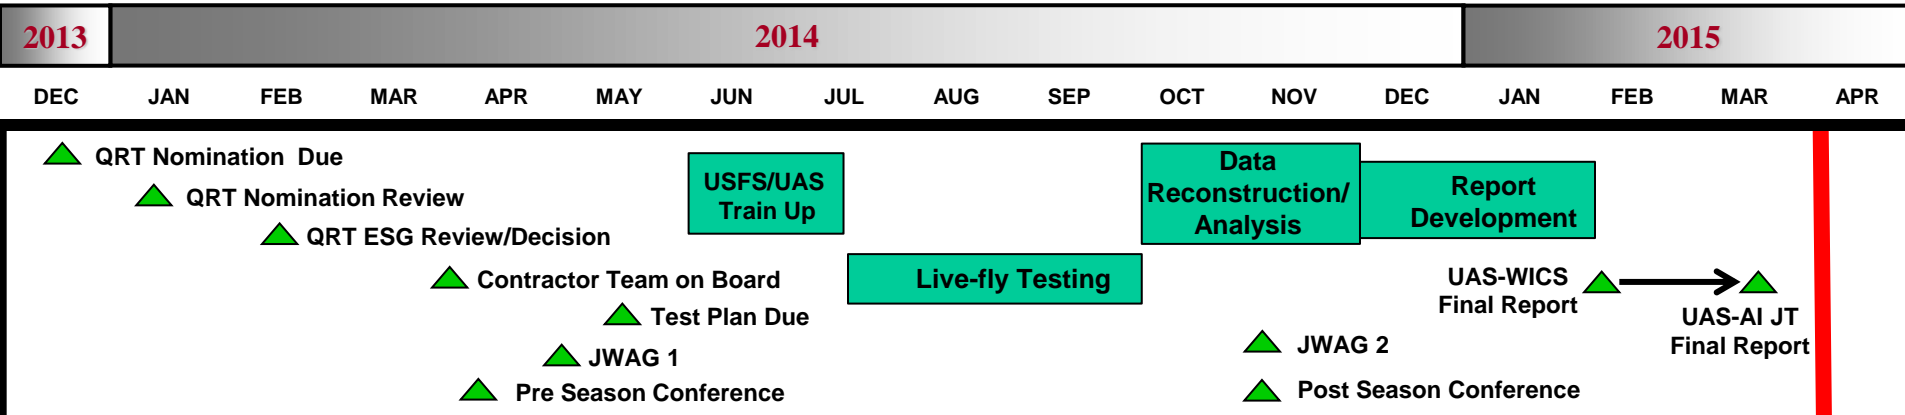 2013 2014 2015
DEC JAN FEB MAR APR MAY JUN JUL AUG SEP OCT NOV DEC JAN FEB MAR APR
QRT Nomination Due
QRT Nomination Review
QRT ESG Review/Decision
Contractor Team on Board
Test Plan Due
JWAG 1
Pre Season Conference
USFS/UAS
Train Up
Live-fly Testing
Data
Reconstruction/
Analysis
Report
Development
UAS-WICS
Final Report
UAS-AI JT
Final Report
JWAG 2
Post Season Conference